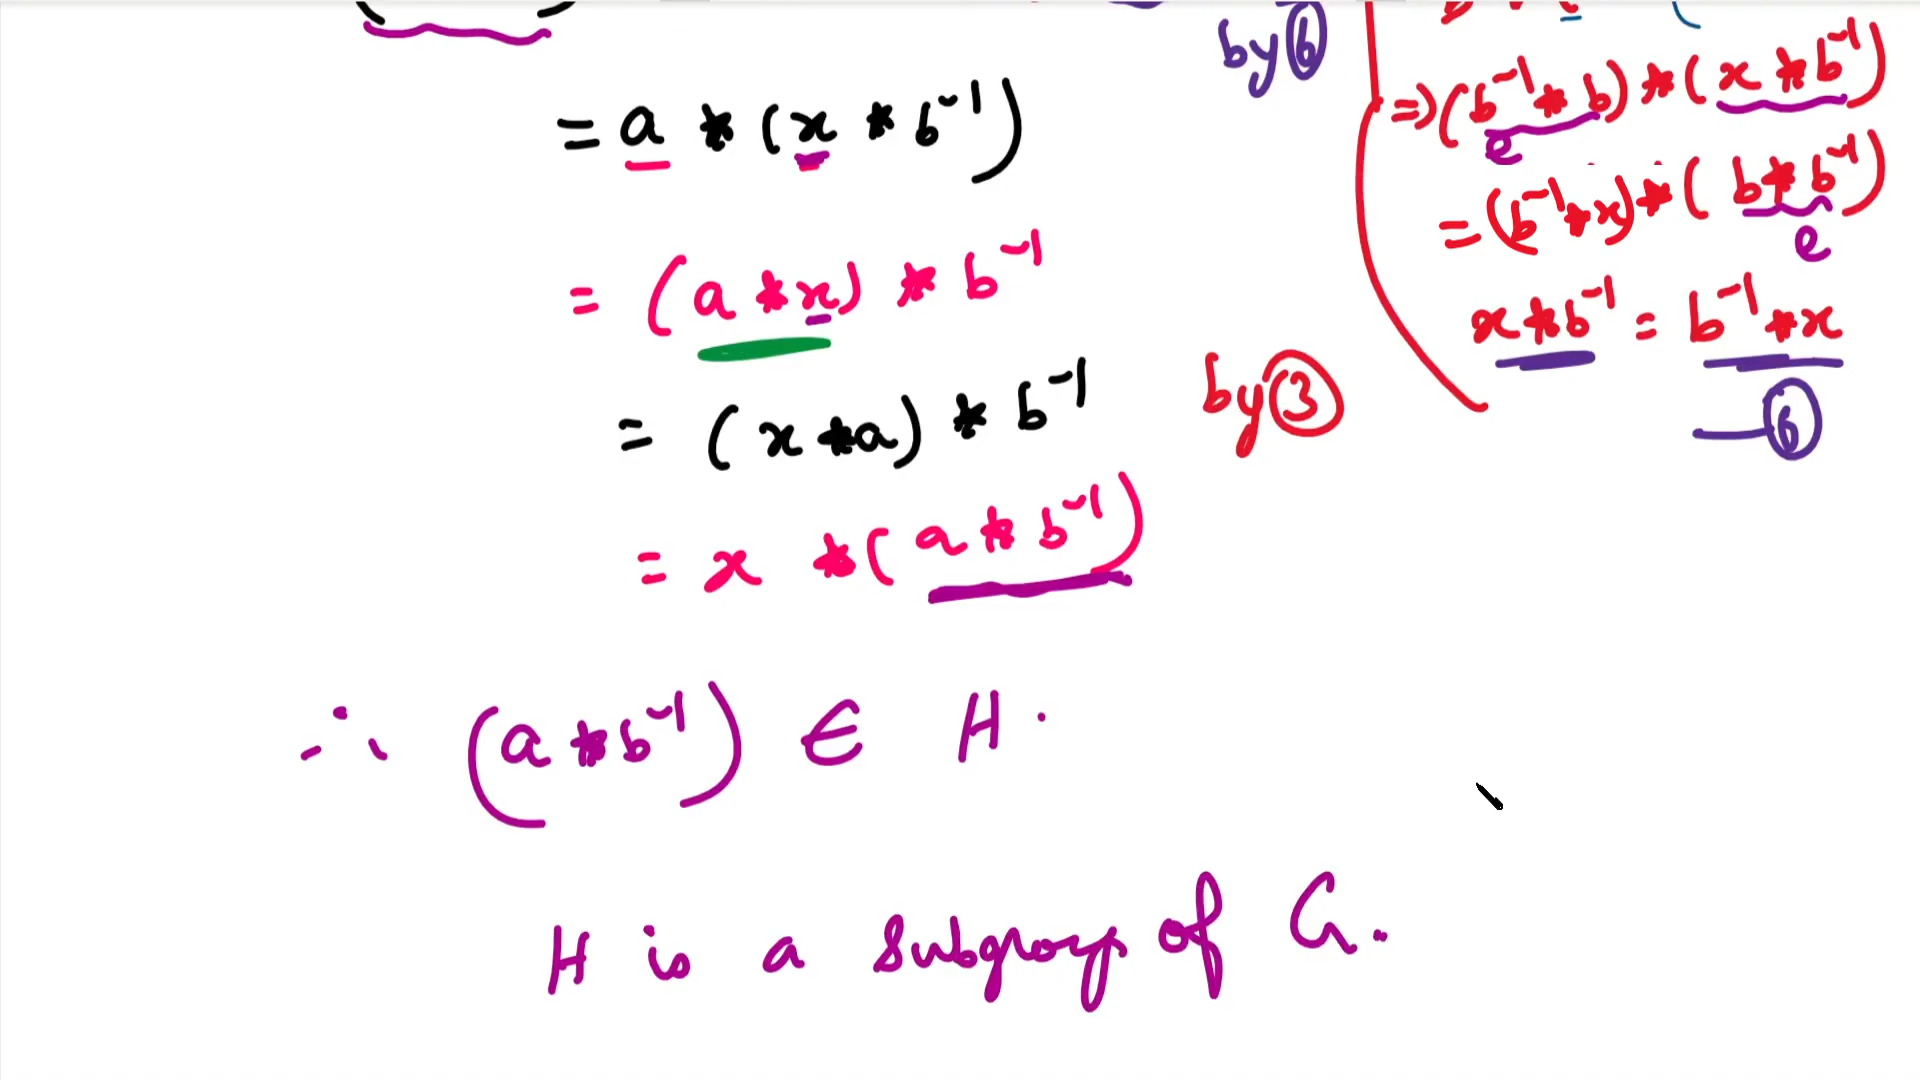 by ⑥
= a * (x * b⁻¹)
= (a * x) * b⁻¹
= (x * a) * b⁻¹ by ③
= x * (a * b⁻¹)
∴ (a * b⁻¹) ∈ H.
H is a subgroup of G.
=> (b⁻¹ * b) * (x * b⁻¹)
e
= (b⁻¹ * x) * (b * b⁻¹)
e
x * b⁻¹ = b⁻¹ * x
— ⑥